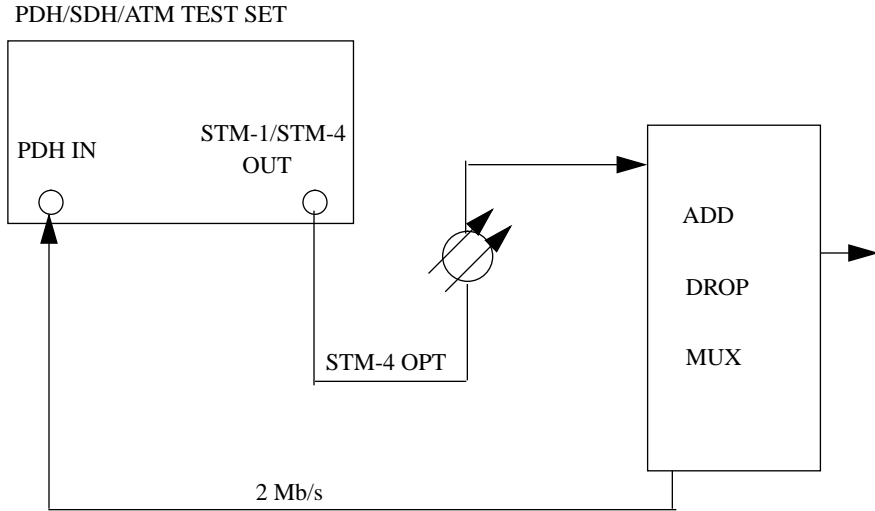 PDH/SDH/ATM TEST SET
PDH IN
STM-1/STM-4
OUT
STM-4 OPT
ADD
DROP
MUX
2 Mb/s